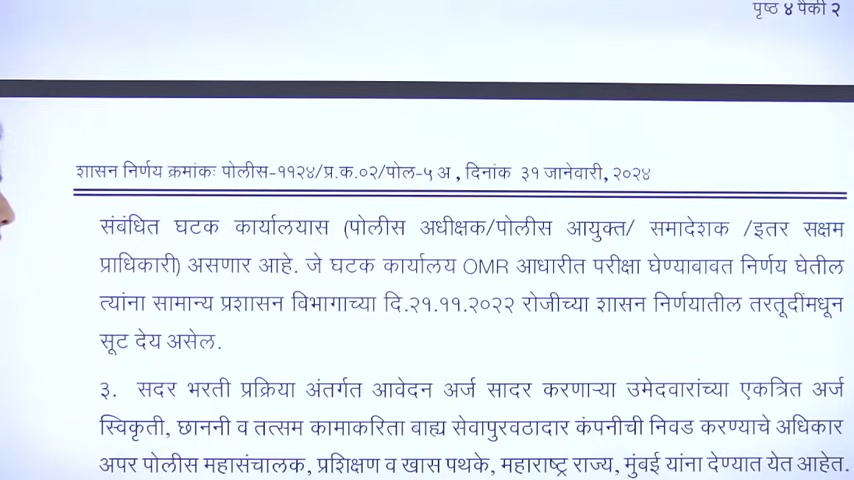 पृष्ठ ४ पैकी २
शासन निर्णय क्रमांकः पोलीस-११२४/प्र.क.०२/पोल-५ अ , दिनांक ३१ जानेवारी, २०२४
संबंधित घटक कार्यालयास (पोलीस अधीक्षक/पोलीस आयुक्त/ समादेशक /इतर सक्षम
प्राधिकारी) असणार आहे. जे घटक कार्यालय OMR आधारीत परीक्षा घेण्याबावत निर्णय घेतील
त्यांना सामान्य प्रशासन विभागाच्या दि.२१.११.२०२२ रोजीच्या शासन निर्णयातील तरतूदींमधून
सूट देय असेल.
३. सदर भरती प्रक्रिया अंतर्गत आवेदन अर्ज सादर करणाऱ्या उमेदवारांच्या एकत्रित अर्ज
स्विकृती, छाननी व तत्सम कामाकरिता बाह्य सेवापुरवठादार कंपनीची निवड करण्याचे अधिकार
अपर पोलीस महासंचालक, प्रशिक्षण व खास पथके, महाराष्ट्र राज्य, मुंबई यांना देण्यात येत आहेत.